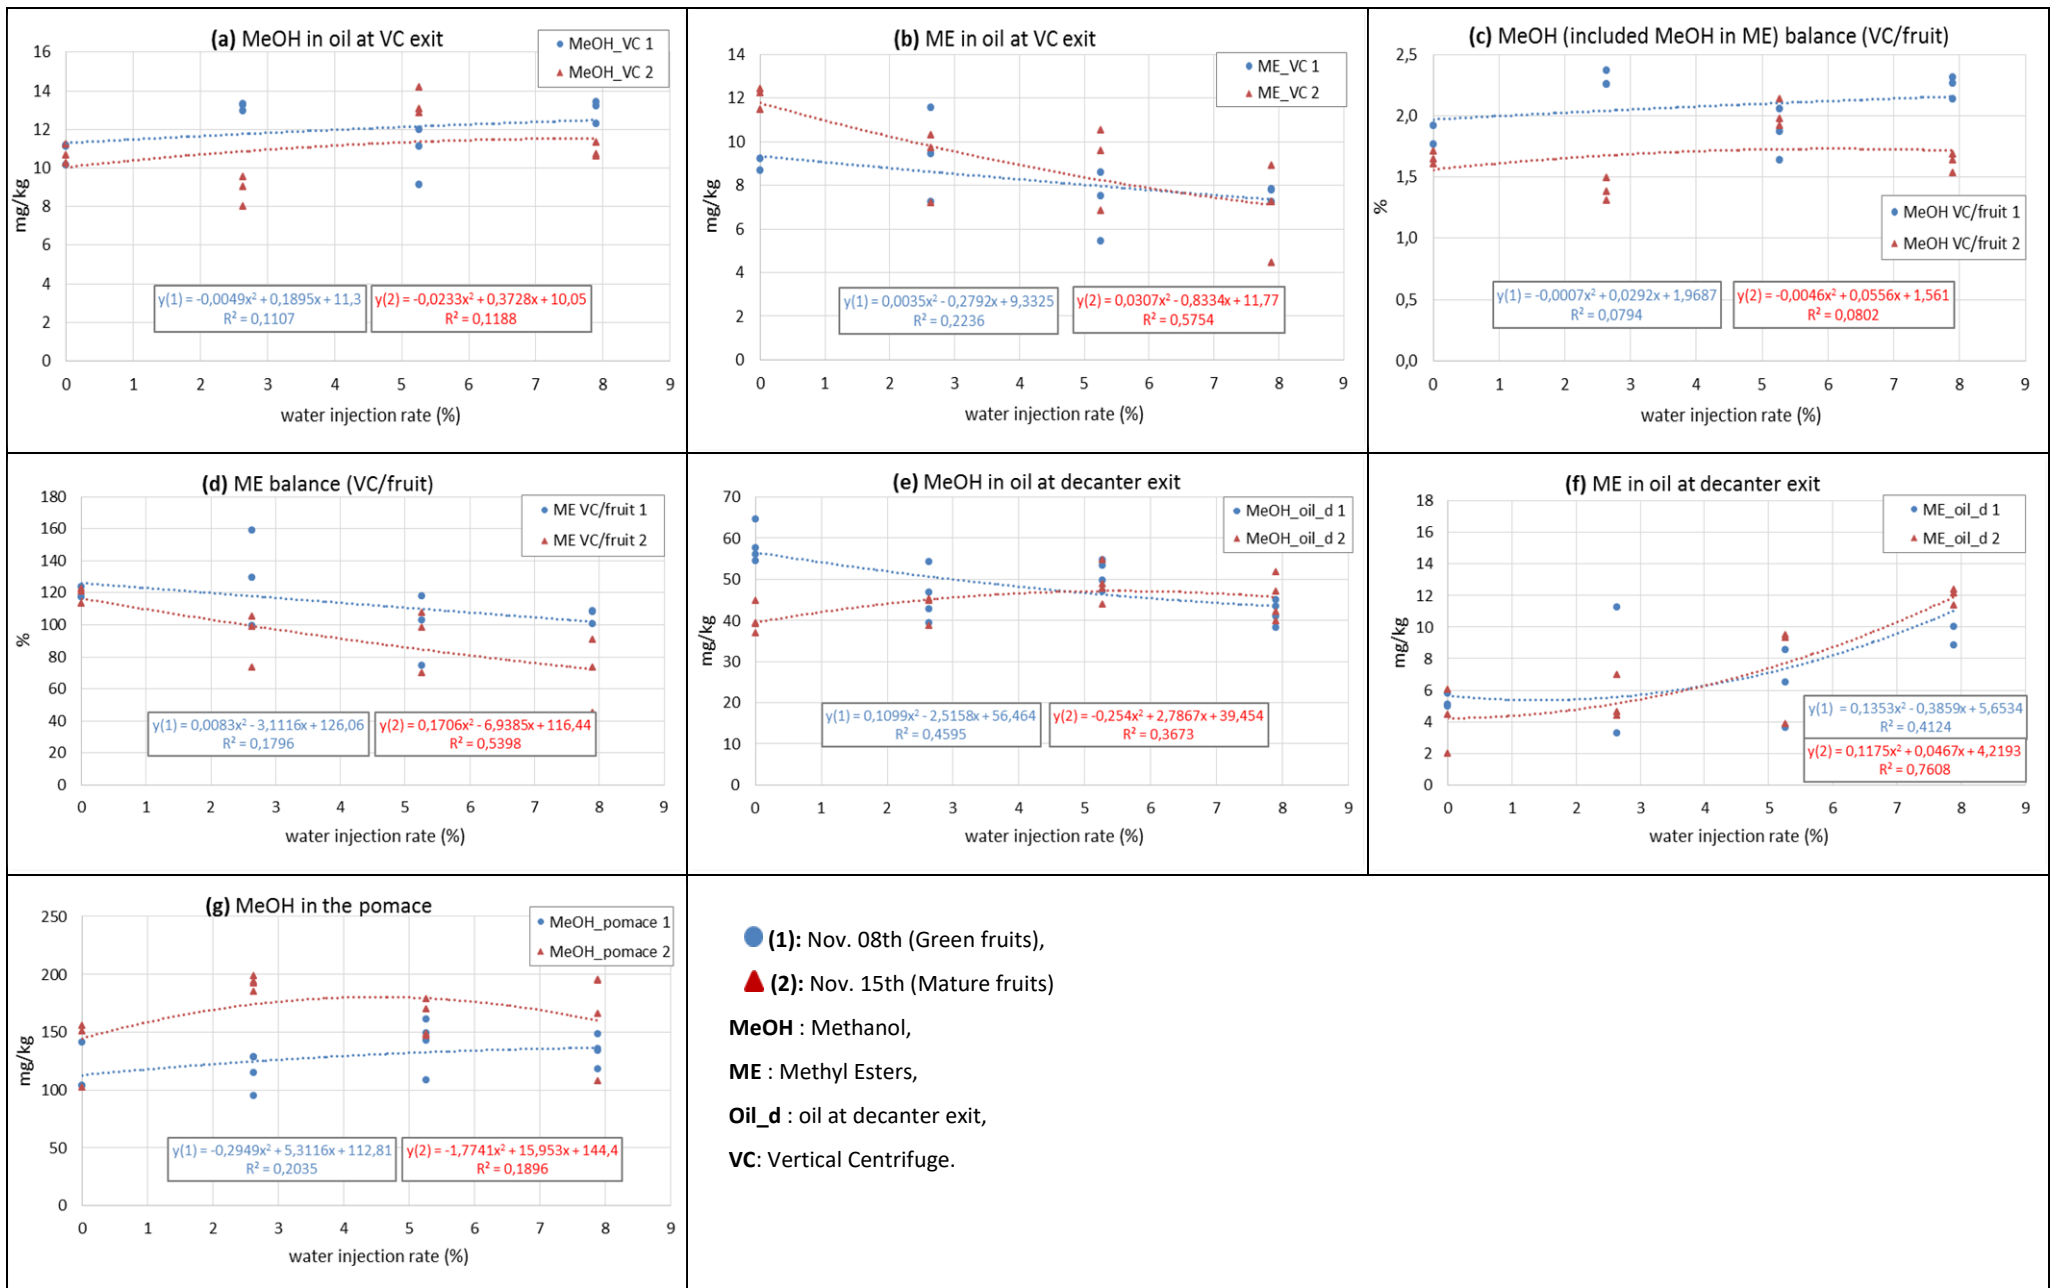 (a) MeOH in oil at VC exit
MeOH_VC 1
MeOH_VC 2
16
14
12
10
8
6
4
2
0
mg/kg
y(1) = -0,0049x² + 0,1895x + 11,3
R² = 0,1107
y(2) = -0,0233x² + 0,3728x + 10,05
R² = 0,1188
0 1 2 3 4 5 6 7 8 9
water injection rate (%)
(b) ME in oil at VC exit
ME_VC 1
ME_VC 2
14
12
10
8
6
4
2
0
mg/kg
y(1) = 0,0035x² - 0,2792x + 9,3325
R² = 0,2236
y(2) = 0,0307x² - 0,8334x + 11,77
R² = 0,5754
0 1 2 3 4 5 6 7 8 9
water injection rate (%)
(c) MeOH (included MeOH in ME) balance (VC/fruit)
2,5
2,0
1,5
1,0
0,5
0,0
%
MeOH VC/fruit 1
MeOH VC/fruit 2
y(1) = -0,0007x² + 0,0292x + 1,9687
R² = 0,0794
y(2) = -0,0046x² + 0,0556x + 1,561
R² = 0,0802
0 1 2 3 4 5 6 7 8 9
water injection rate (%)
(d) ME balance (VC/fruit)
ME VC/fruit 1
ME VC/fruit 2
180
160
140
120
100
80
60
40
20
0
%
y(1) = 0,0083x² - 3,1116x + 126,06
R² = 0,1796
y(2) = 0,1706x² - 6,9385x + 116,44
R² = 0,5398
0 1 2 3 4 5 6 7 8 9
water injection rate (%)
(e) MeOH in oil at decanter exit
MeOH_oil_d 1
MeOH_oil_d 2
70
60
50
40
30
20
10
0
mg/kg
y(1) = 0,1099x² - 2,5158x + 56,464
R² = 0,4595
y(2) = -0,254x² + 2,7867x + 39,454
R² = 0,3673
0 1 2 3 4 5 6 7 8 9
water injection rate (%)
(f) ME in oil at decanter exit
ME_oil_d 1
ME_oil_d 2
18
16
14
12
10
8
6
4
2
0
mg/kg
y(1) = 0,1353x² - 0,3859x + 5,6534
R² = 0,4124
y(2) = 0,1175x² + 0,0467x + 4,2193
R² = 0,7608
0 1 2 3 4 5 6 7 8 9
water injection rate (%)
(g) MeOH in the pomace
MeOH_pomace 1
MeOH_pomace 2
250
200
150
100
50
0
mg/kg
y(1) = -0,2949x² + 5,3116x + 112,81
R² = 0,2035
y(2) = -1,7741x² + 15,953x + 144,4
R² = 0,1896
0 1 2 3 4 5 6 7 8 9
water injection rate (%)
(1): Nov. 08th (Green fruits),
(2): Nov. 15th (Mature fruits)
MeOH : Methanol,
ME : Methyl Esters,
Oil_d : oil at decanter exit,
VC: Vertical Centrifuge.